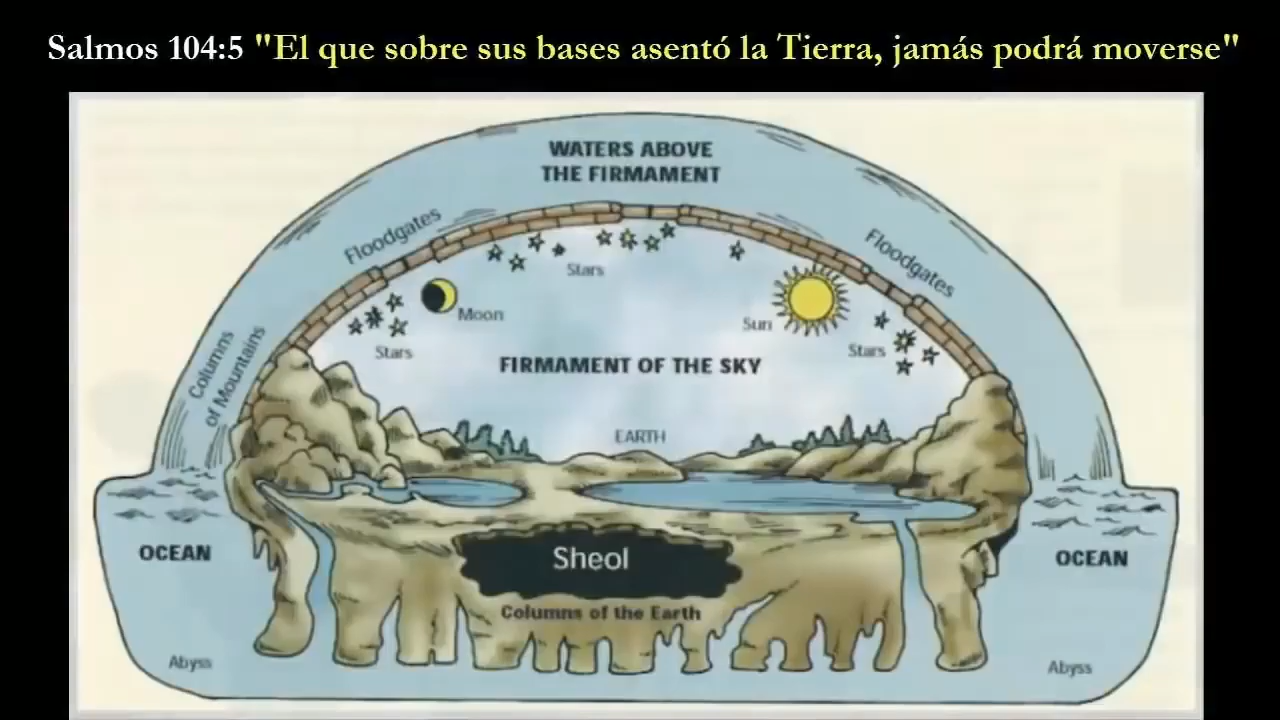 Salmos 104:5 "El que sobre sus bases asentó la Tierra, jamás podrá moverse"
WATERS ABOVE
THE FIRMAMENT
Floodgates
Floodgates
Stars
Moon
Sun
Stars
Stars
Columns
of Mountains
FIRMAMENT OF THE SKY
EARTH
OCEAN
Sheol
OCEAN
Columns of the Earth
Abyss
Abyss